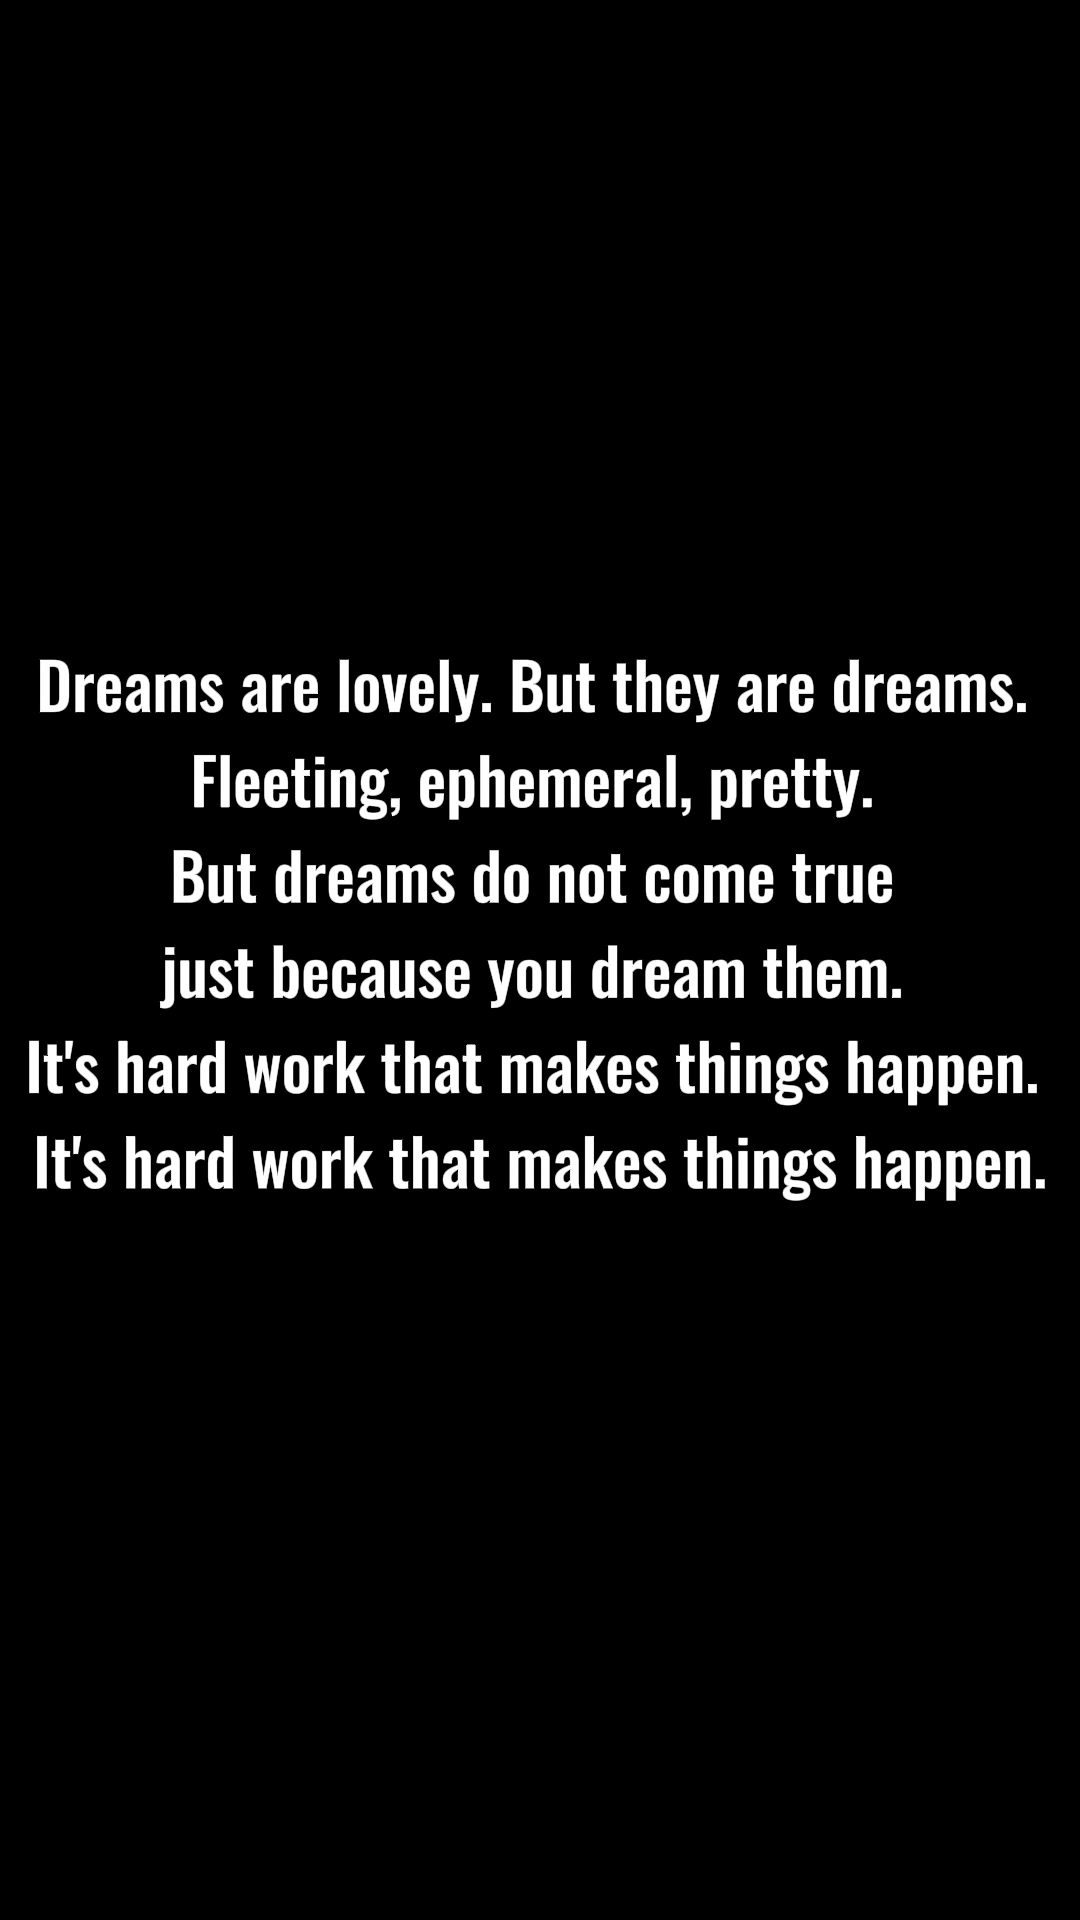 Dreams are lovely. But they are dreams.
Fleeting, ephemeral, pretty.
But dreams do not come true
just because you dream them.
It's hard work that makes things happen.
It's hard work that makes things happen.